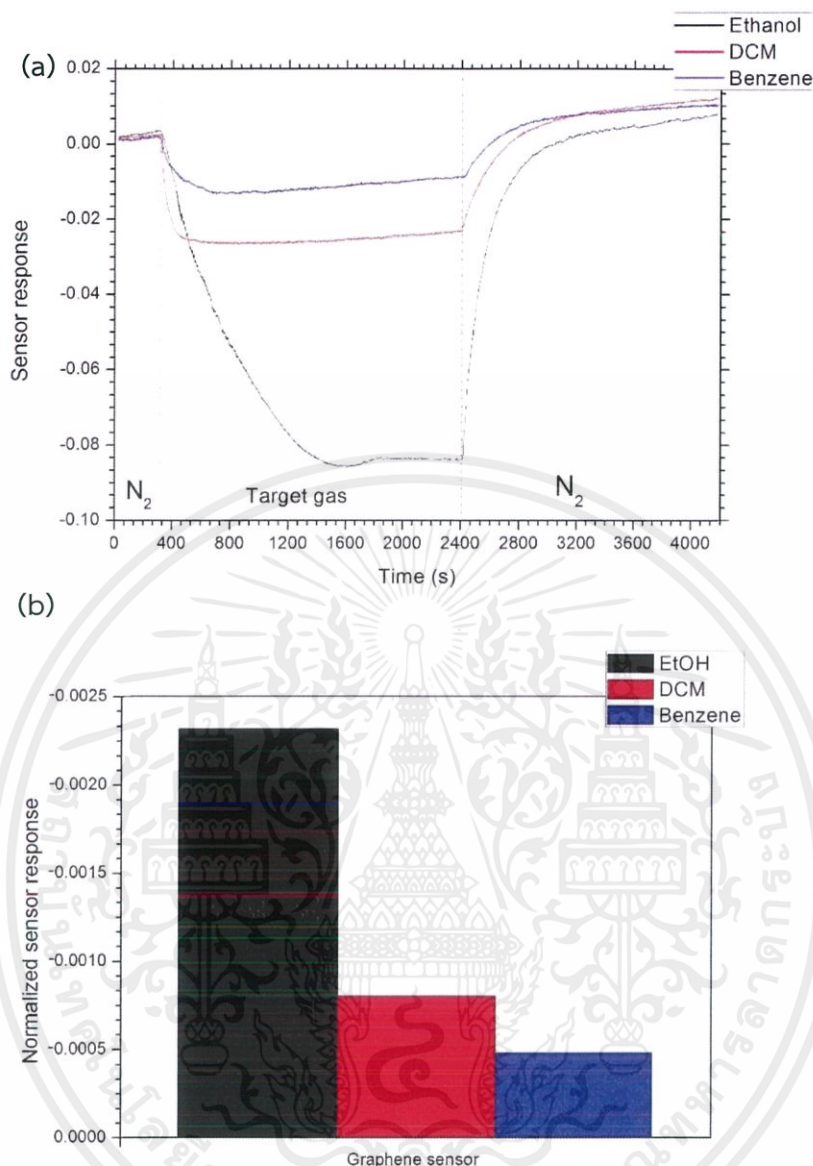 Ethanol
DCM
Benzene
(a)
0.02
0.00
-0.02
-0.04
-0.06
-0.08
-0.10
Sensor response
N2
Target gas
N2
0 400 800 1200 1600 2000 2400 2800 3200 3600 4000
Time (s)
(b)
EtOH
DCM
Benzene
-0.0025
-0.0020
-0.0015
-0.0010
-0.0005
0.0000
Normalized sensor response
Graphene sensor